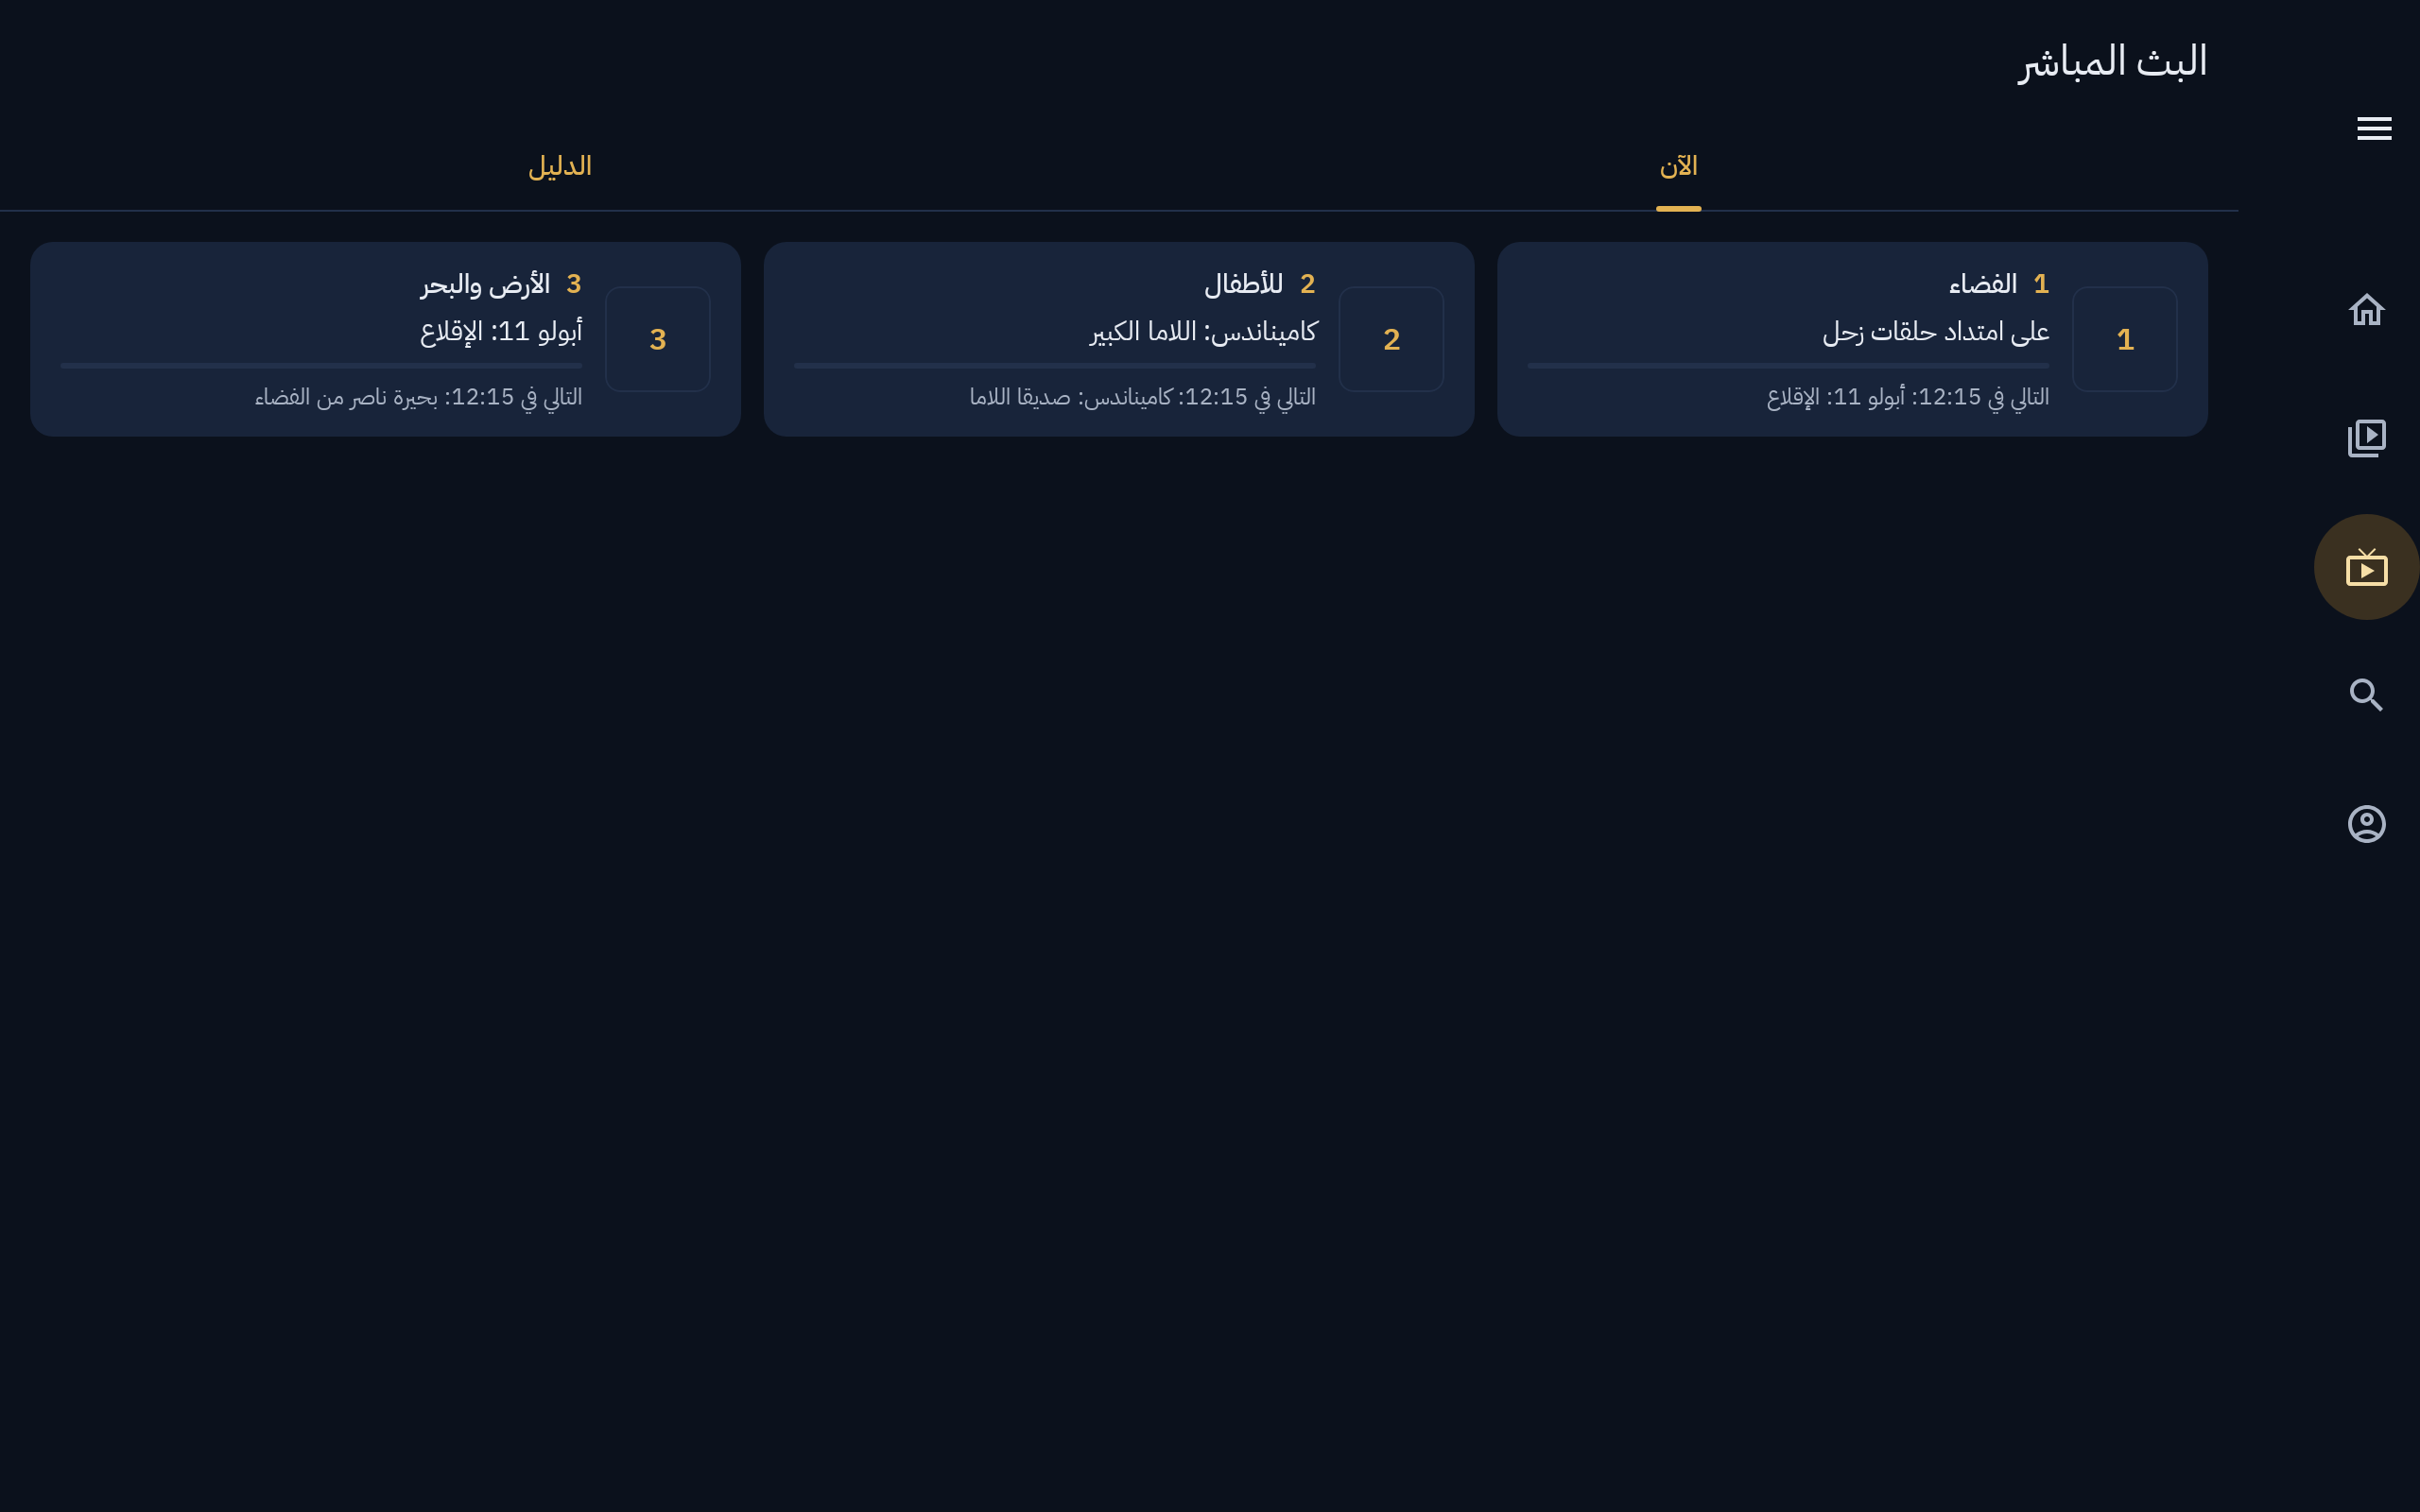 البث المباشر
الآن
الدليل
1
1 الفضاء
على امتداد حلقات زحل
التالي في 12:15: أبولو 11: الإقلاع
2
2 للأطفال
كاميناندس: اللاما الكبير
التالي في 12:15: كاميناندس: صديقا اللاما
3
3 الأرض والبحر
أبولو 11: الإقلاع
التالي في 12:15: بحيرة ناصر من الفضاء